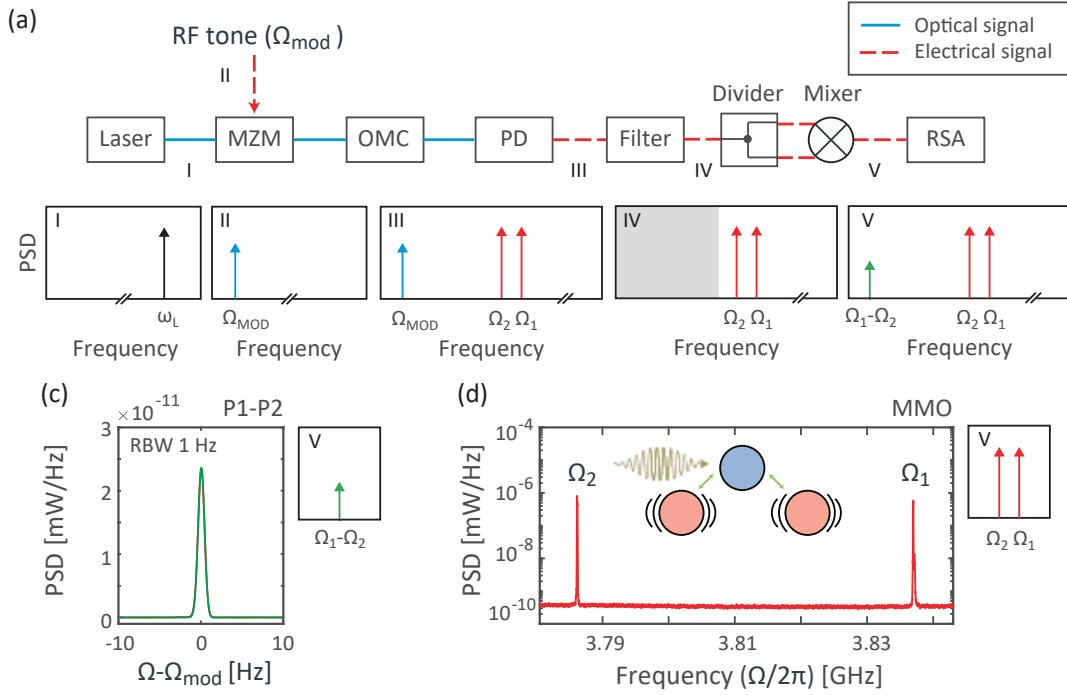 (a)
RF tone (Ωmod)
Optical signal
Electrical signal
II
Divider Mixer
Laser MZM OMC PD Filter RSA
I III IV V
PSD
I II III IV V
ωL ΩMOD ΩMOD Ω2 Ω1 Ω2 Ω1 Ω1-Ω2 Ω2 Ω1
Frequency Frequency Frequency Frequency Frequency
(c) P1-P2
×10-11
RBW 1 Hz
PSD [mW/Hz]
3
2
1
0
-10 0 10
Ω-Ωmod [Hz]
V
Ω1-Ω2
(d) MMO
PSD [mW/Hz]
10-4
10-6
10-8
10-10
Ω2 Ω1
3.79 3.81 3.83
Frequency (Ω/2π) [GHz]
V
Ω2 Ω1